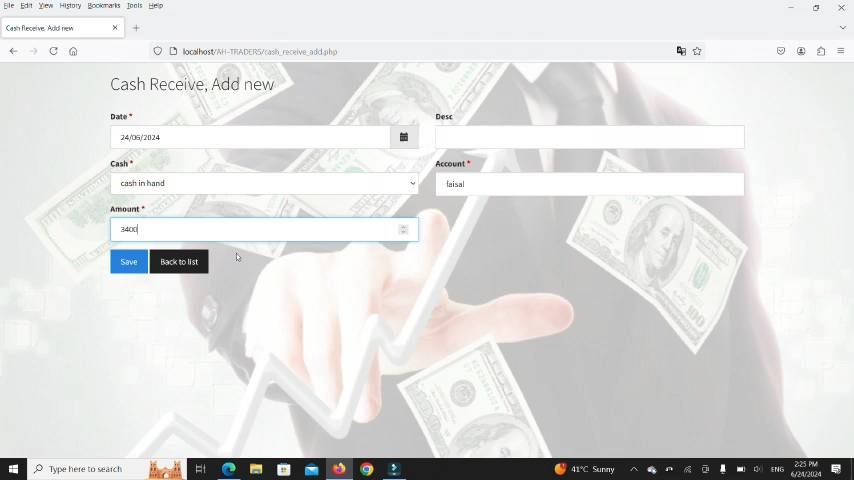 File Edit View History Bookmarks Tools Help
Cash Receive, Add new
localhost/AH-TRADERS/cash_receive_add.php
Cash Receive, Add new
Date * Desc
24/06/2024
Cash * Account *
cash in hand faisal
Amount *
3400
Save Back to list
100
Type here to search 41°C Sunny ENG 2:25 PM
6/24/2024